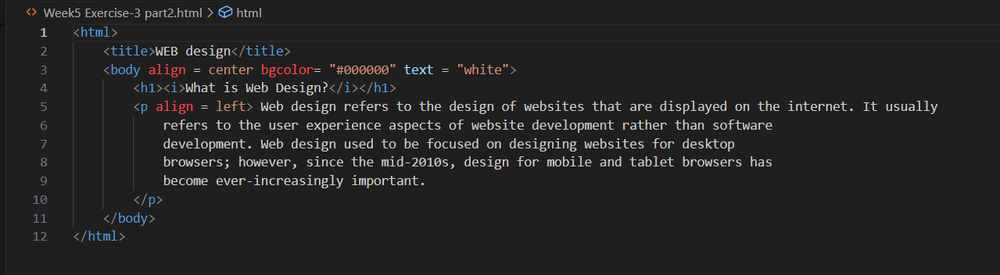 Week5 Exercise-3 part2.html > html
1 <html>
2 <title>WEB design</title>
3 <body align = center bgcolor= "#000000" text = "white">
4 <h1><i>What is Web Design?</i></h1>
5 <p align = left> Web design refers to the design of websites that are displayed on the internet. It usually
6 refers to the user experience aspects of website development rather than software
7 development. Web design used to be focused on designing websites for desktop
8 browsers; however, since the mid-2010s, design for mobile and tablet browsers has
9 become ever-increasingly important.
10 </p>
11 </body>
12 </html>